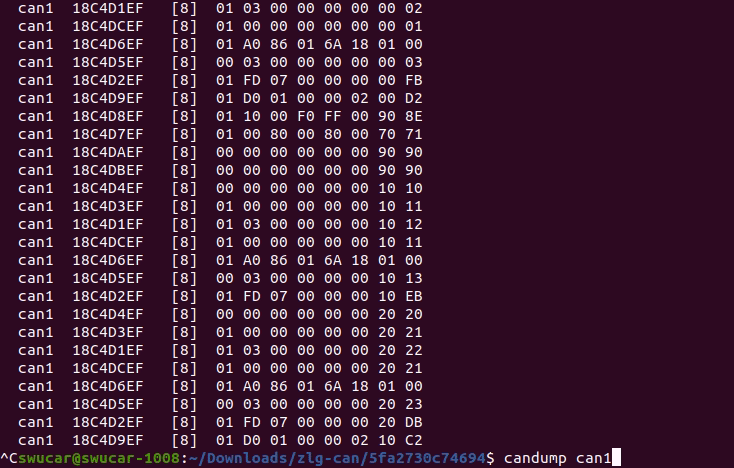 can1  18C4D1EF   [8]  01 03 00 00 00 00 00 02
can1  18C4DCEF   [8]  01 00 00 00 00 00 00 01
can1  18C4D6EF   [8]  01 A0 86 01 6A 18 01 00
can1  18C4D5EF   [8]  00 03 00 00 00 00 00 03
can1  18C4D2EF   [8]  01 FD 07 00 00 00 00 FB
can1  18C4D9EF   [8]  01 D0 01 00 00 02 00 D2
can1  18C4D8EF   [8]  01 10 00 F0 FF 00 90 8E
can1  18C4D7EF   [8]  01 00 80 00 80 00 70 71
can1  18C4DAEF   [8]  00 00 00 00 00 00 90 90
can1  18C4DBEF   [8]  00 00 00 00 00 00 90 90
can1  18C4D4EF   [8]  00 00 00 00 00 00 10 10
can1  18C4D3EF   [8]  01 00 00 00 00 00 10 11
can1  18C4D1EF   [8]  01 03 00 00 00 00 10 12
can1  18C4DCEF   [8]  01 00 00 00 00 00 10 11
can1  18C4D6EF   [8]  01 A0 86 01 6A 18 01 00
can1  18C4D5EF   [8]  00 03 00 00 00 00 10 13
can1  18C4D2EF   [8]  01 FD 07 00 00 00 10 EB
can1  18C4D4EF   [8]  00 00 00 00 00 00 20 20
can1  18C4D3EF   [8]  01 00 00 00 00 00 20 21
can1  18C4D1EF   [8]  01 03 00 00 00 00 20 22
can1  18C4DCEF   [8]  01 00 00 00 00 00 20 21
can1  18C4D6EF   [8]  01 A0 86 01 6A 18 01 00
can1  18C4D5EF   [8]  00 03 00 00 00 00 20 23
can1  18C4D2EF   [8]  01 FD 07 00 00 00 20 DB
can1  18C4D9EF   [8]  01 D0 01 00 00 02 10 C2
^Cswucar@swucar-1008:~/Downloads/zlg-can/5fa2730c74694$ candump can1